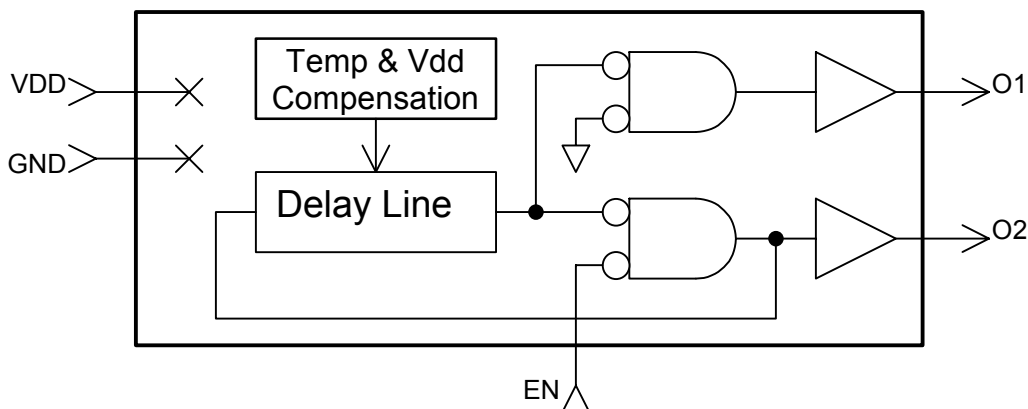 Temp & Vdd
Compensation
VDD
O1
GND
Delay Line
O2
EN